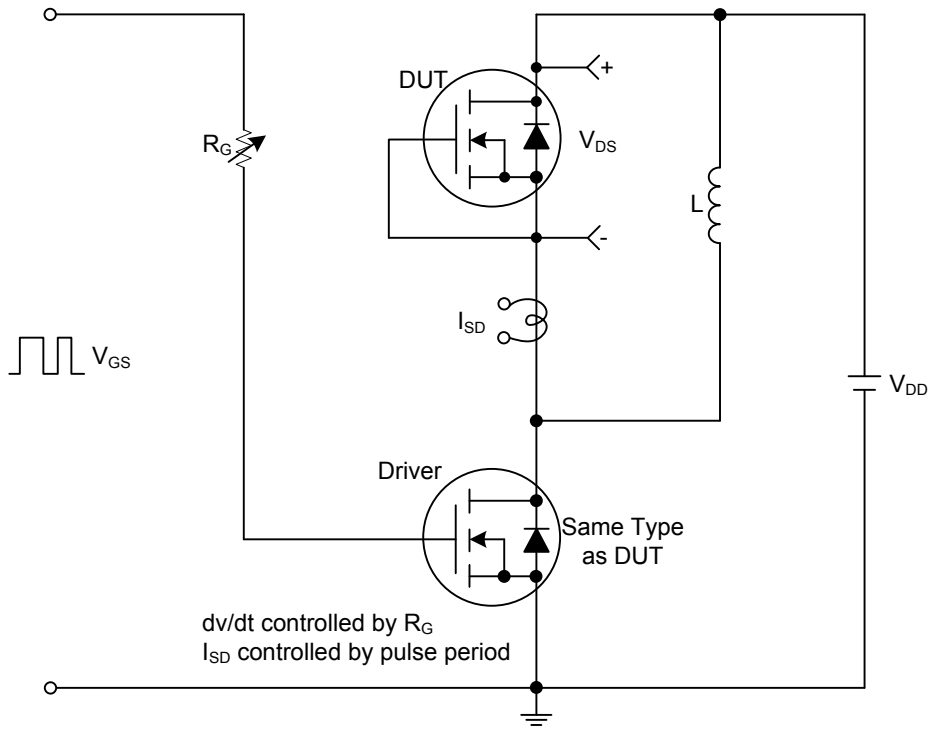 DUT
+
R_G
V_DS
L
-
I_SD
V_GS
V_DD
Driver
Same Type
as DUT
dv/dt controlled by R_G
I_SD controlled by pulse period